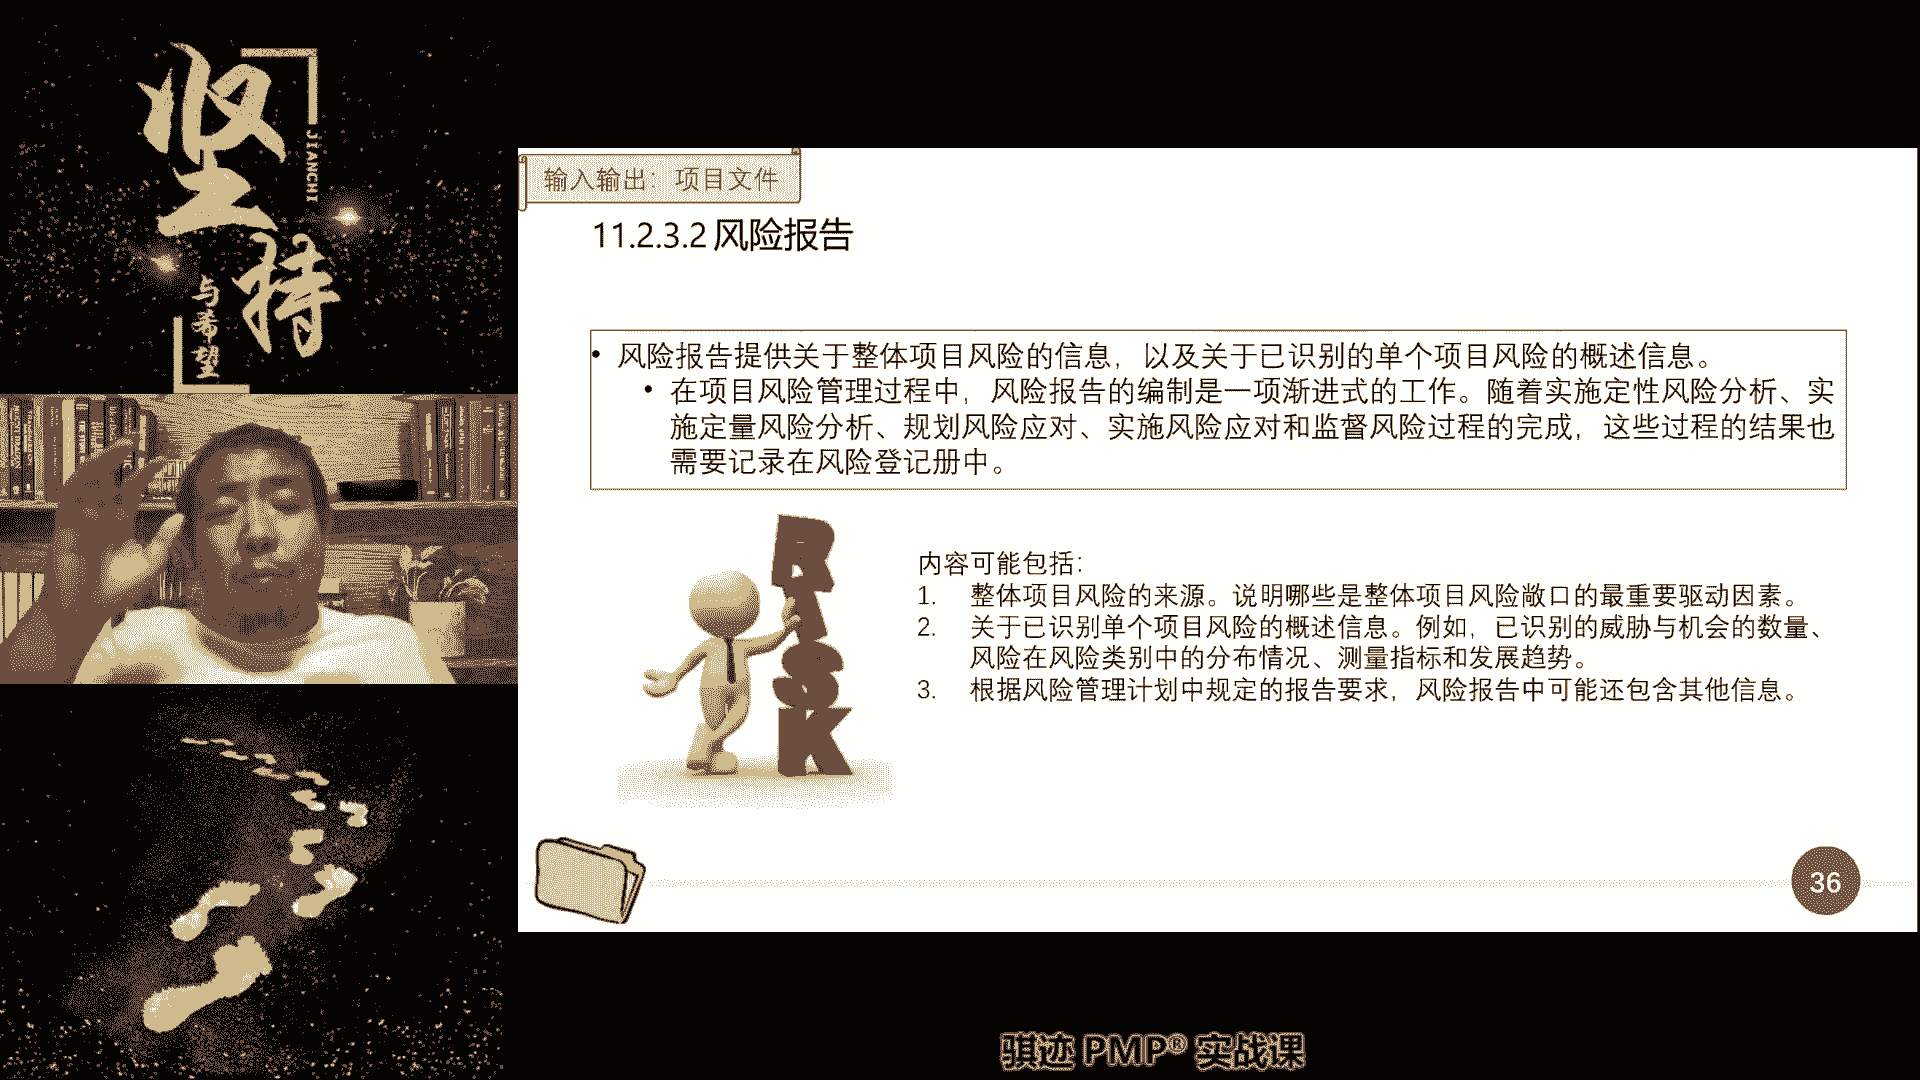 坚持
JIANCHI
与希望
输入输出：项目文件
11.2.3.2 风险报告
• 风险报告提供关于整体项目风险的信息，以及关于已识别的单个项目风险的概述信息。
• 在项目风险管理过程中，风险报告的编制是一项渐进式的工作。随着实施定性风险分析、实
施定量风险分析、规划风险应对、实施风险应对和监督风险过程的完成，这些过程的结果也
需要记录在风险登记册中。
RISK
内容可能包括：
1. 整体项目风险的来源。说明哪些是整体项目风险敞口的最重要驱动因素。
2. 关于已识别单个项目风险的概述信息。例如，已识别的威胁与机会的数量、
风险在风险类别中的分布情况、测量指标和发展趋势。
3. 根据风险管理计划中规定的报告要求，风险报告中可能还包含其他信息。
36
骐迹 PMP® 实战课